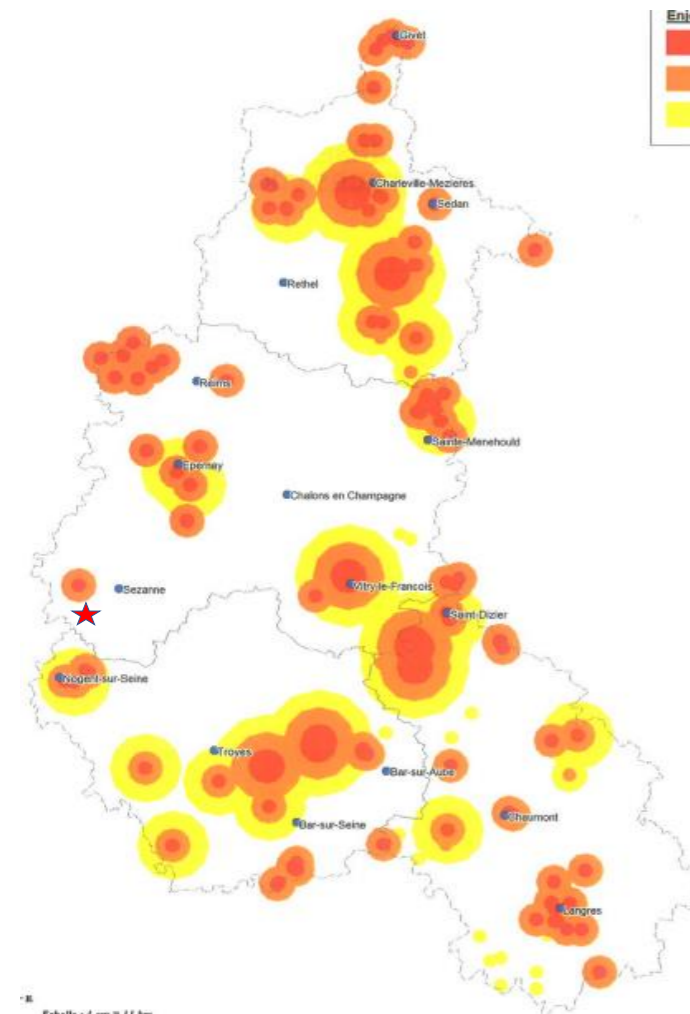 Enje
Givet
Charleville-Mezieres
Sedan
Rethel
Reims
Sainte-Menehould
Epernay
Chalons en Champagne
Vitry-le-Francois
Sezanne
Saint-Dizier
Nogent-sur-Seine
Troyes
Bar-sur-Aube
Bar-sur-Seine
Chaumont
Langres